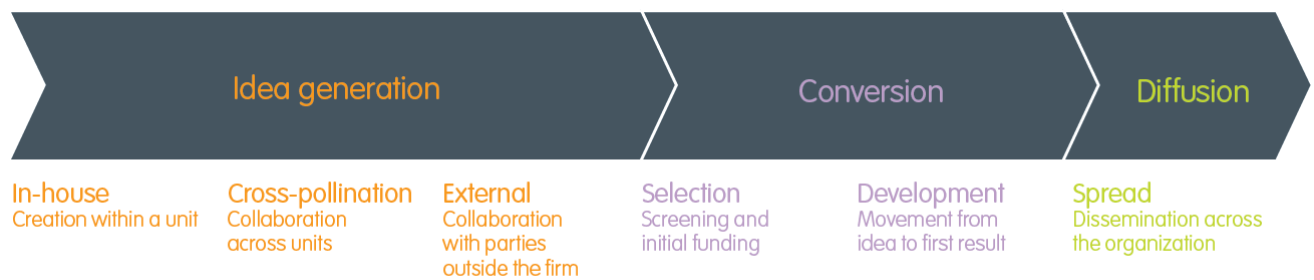 Idea generation
Conversion
Diffusion
In-house
Creation within a unit
Cross-pollination
Collaboration
across units
External
Collaboration
with parties
outside the firm
Selection
Screening and
initial funding
Development
Movement from
idea to first result
Spread
Dissemination across
the organization